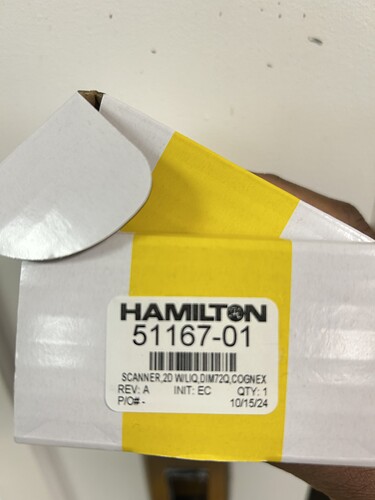 HAMILTON
51167-01
SCANNER,2D W/LIQ,DIM72Q,COGNEX
REV: A INIT: EC QTY: 1
P/O# - 10/15/24